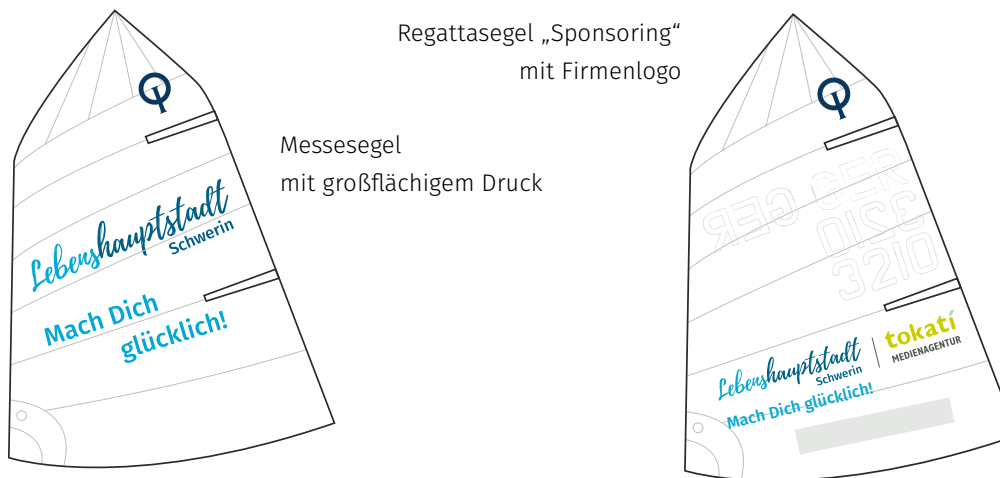 Lebenshauptstadt
Schwerin
Mach Dich
glücklich!
Messesegel
mit großflächigem Druck
Regattasegel „Sponsoring“
mit Firmenlogo
GER GER
3210
3210
Lebenshauptstadt
Schwerin
Mach Dich glücklich!
tokati
MEDIENAGENTUR